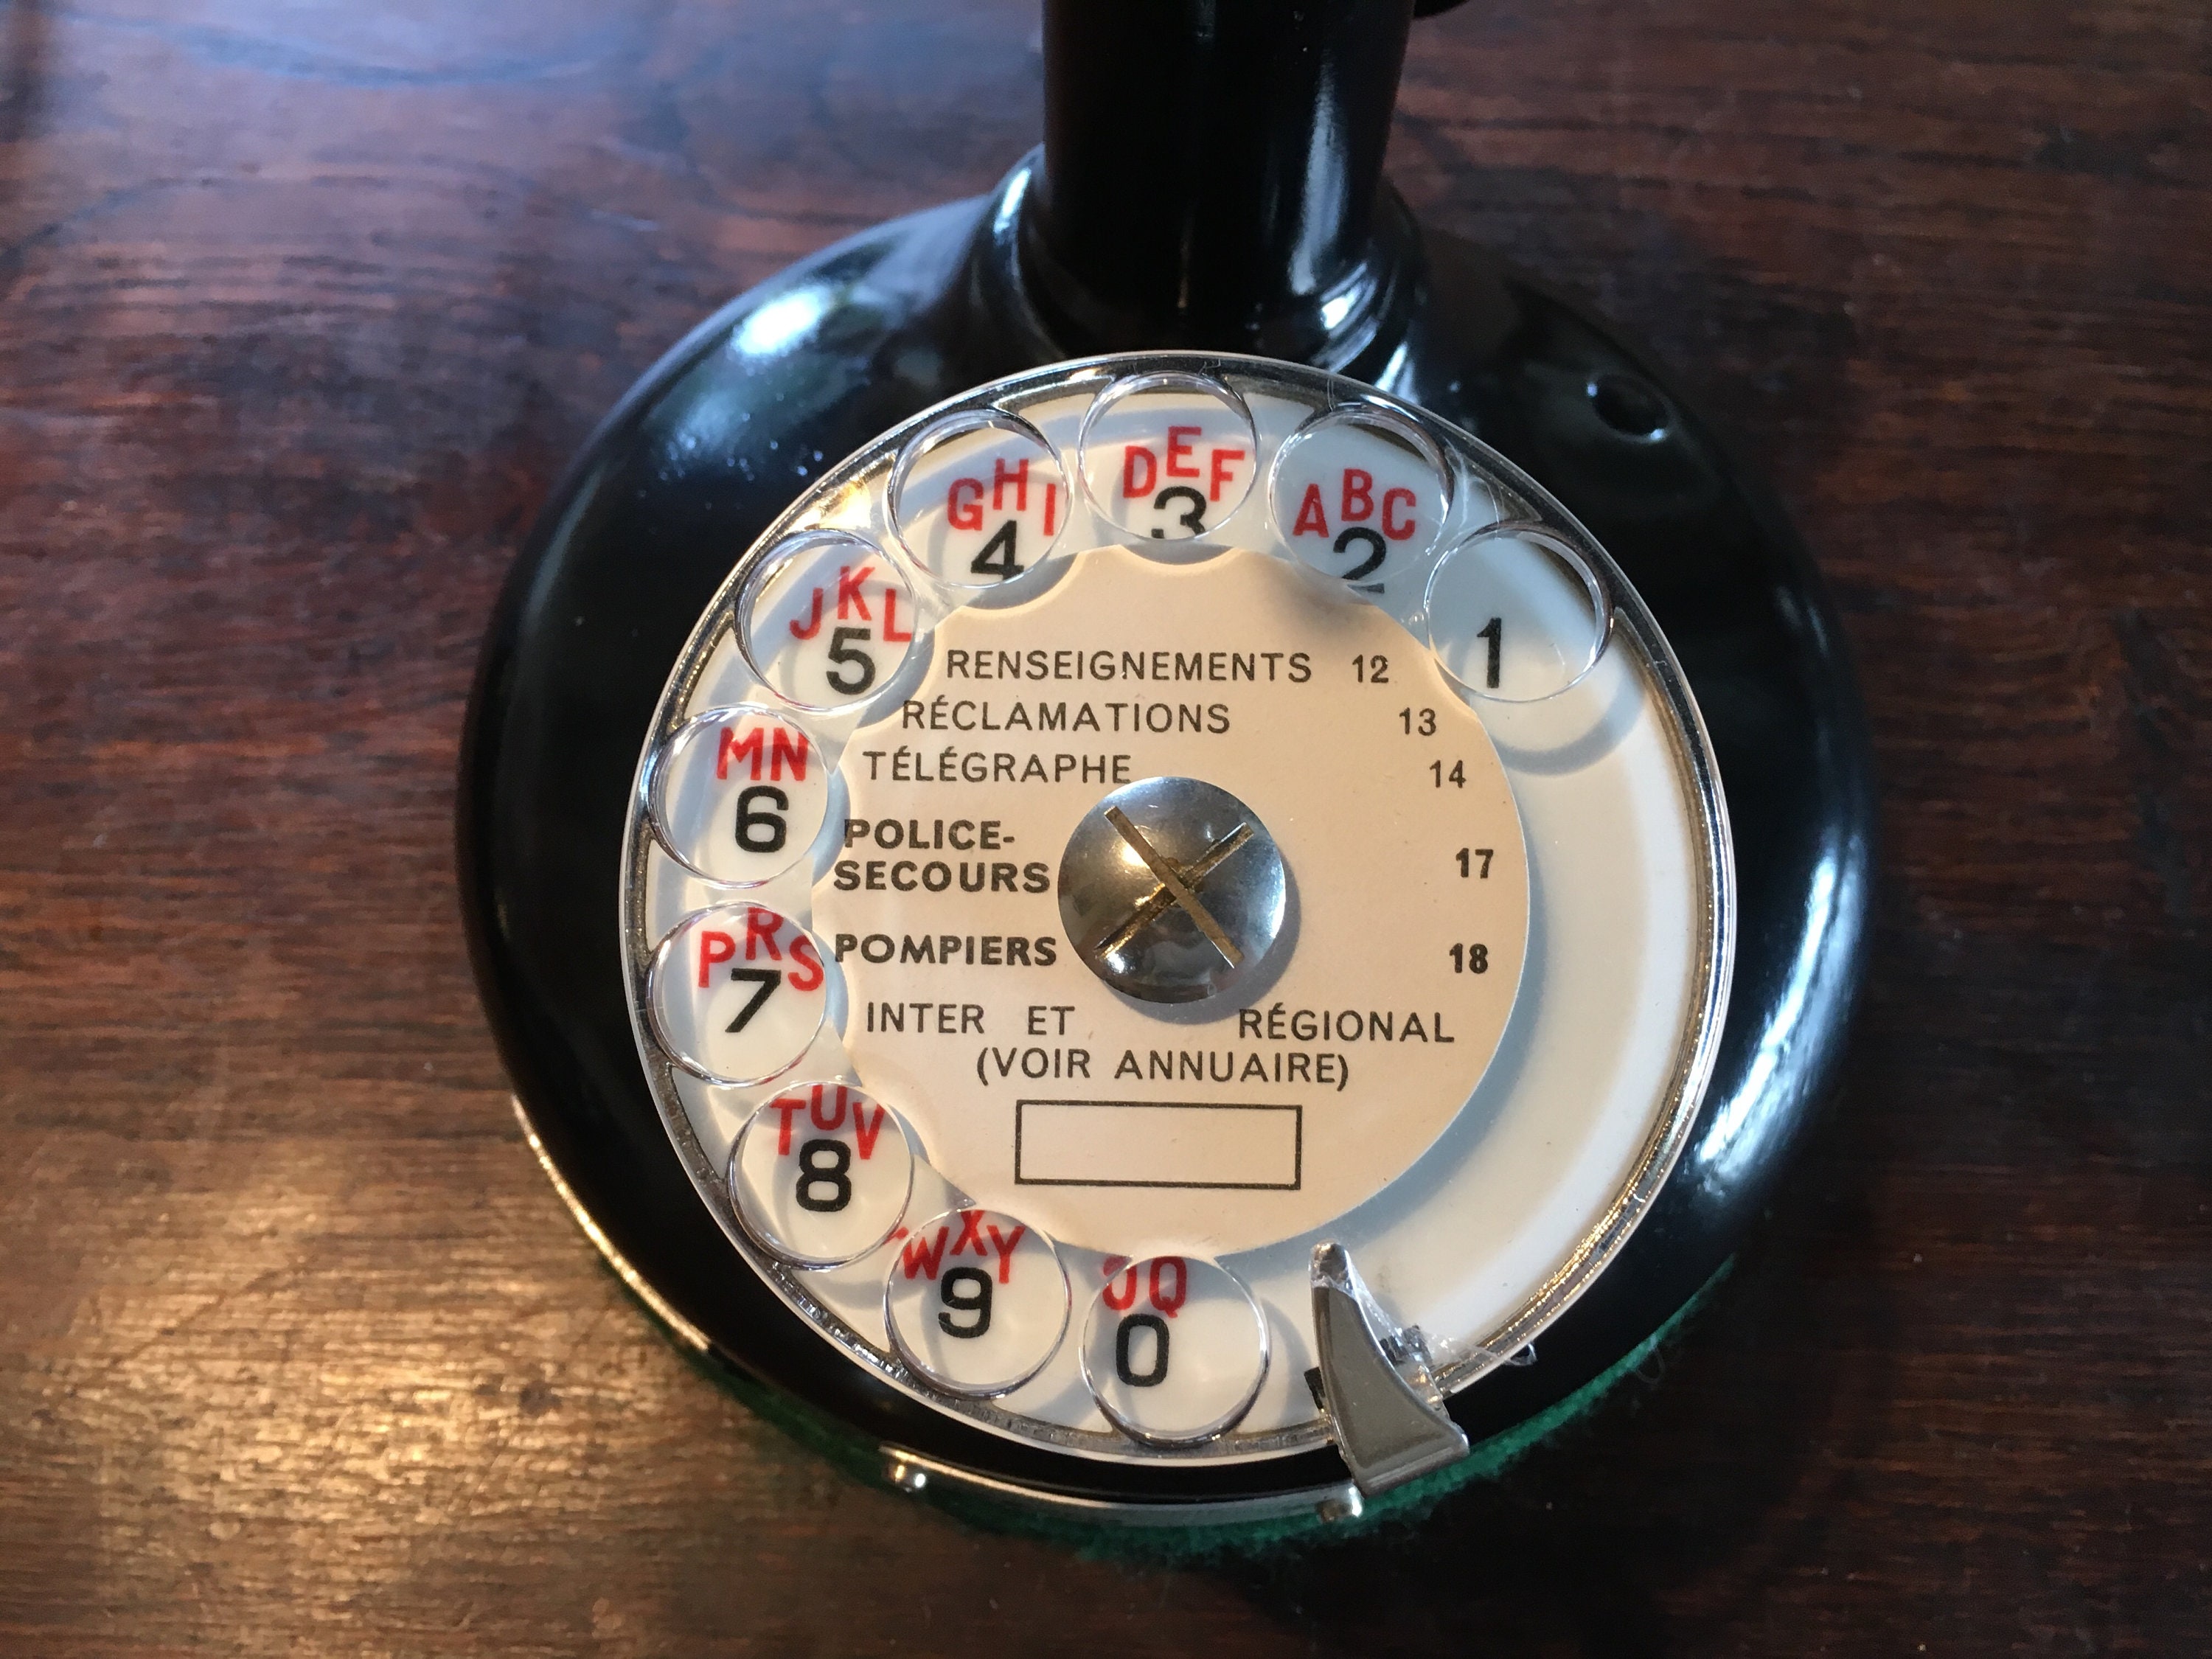 ABC
2
1
DEF
3
GHI
4
JKL
5
MN
6
PRS
7
TUV
8
WXY
9
OQ
0
RENSEIGNEMENTS 12
RÉCLAMATIONS 13
TÉLÉGRAPHE 14
POLICE-
SECOURS 17
POMPIERS 18
INTER ET RÉGIONAL
(VOIR ANNUAIRE)